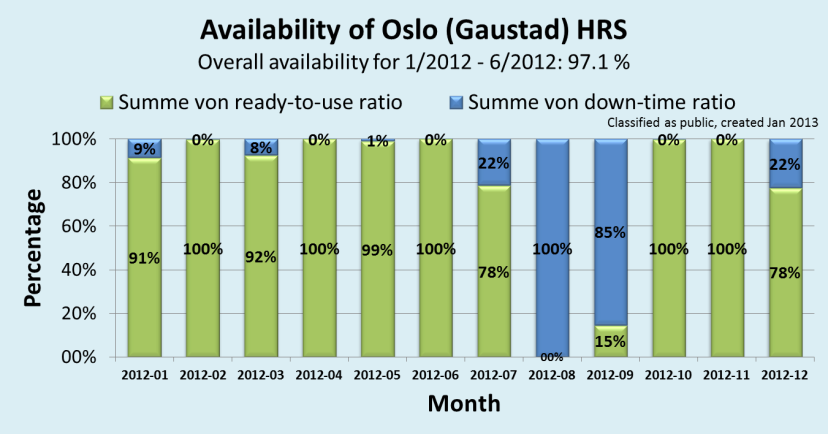 Availability of Oslo (Gaustad) HRS
Overall availability for 1/2012 - 6/2012: 97.1 %
Summe von ready-to-use ratio Summe von down-time ratio
Classified as public, created Jan 2013
100%
80%
60%
40%
20%
00%
Percentage
9% 0% 8% 0% 1% 0% 22% 100% 85% 0% 0% 22%
91% 100% 92% 100% 99% 100% 78% 00% 15% 100% 100% 78%
2012-01 2012-02 2012-03 2012-04 2012-05 2012-06 2012-07 2012-08 2012-09 2012-10 2012-11 2012-12
Month